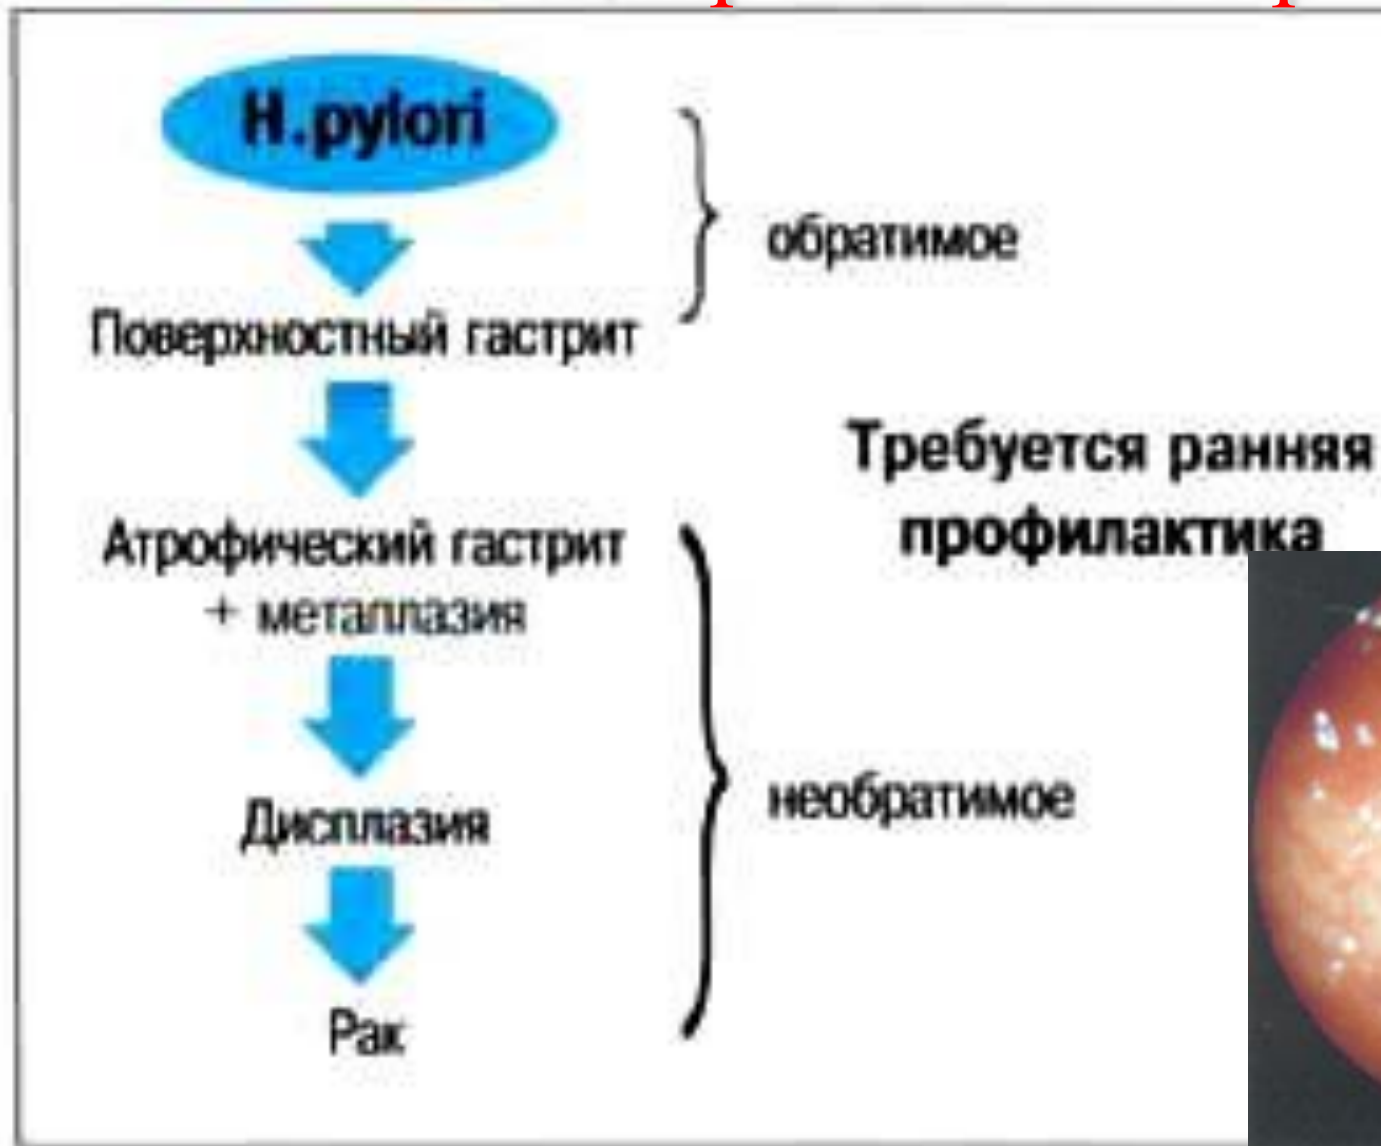 H.pylori
обратимое
Поверхностный гастрит
Требуется ранняя
профилактика
Атрофический гастрит
+ метаплазия
необратимое
Дисплазия
Рак